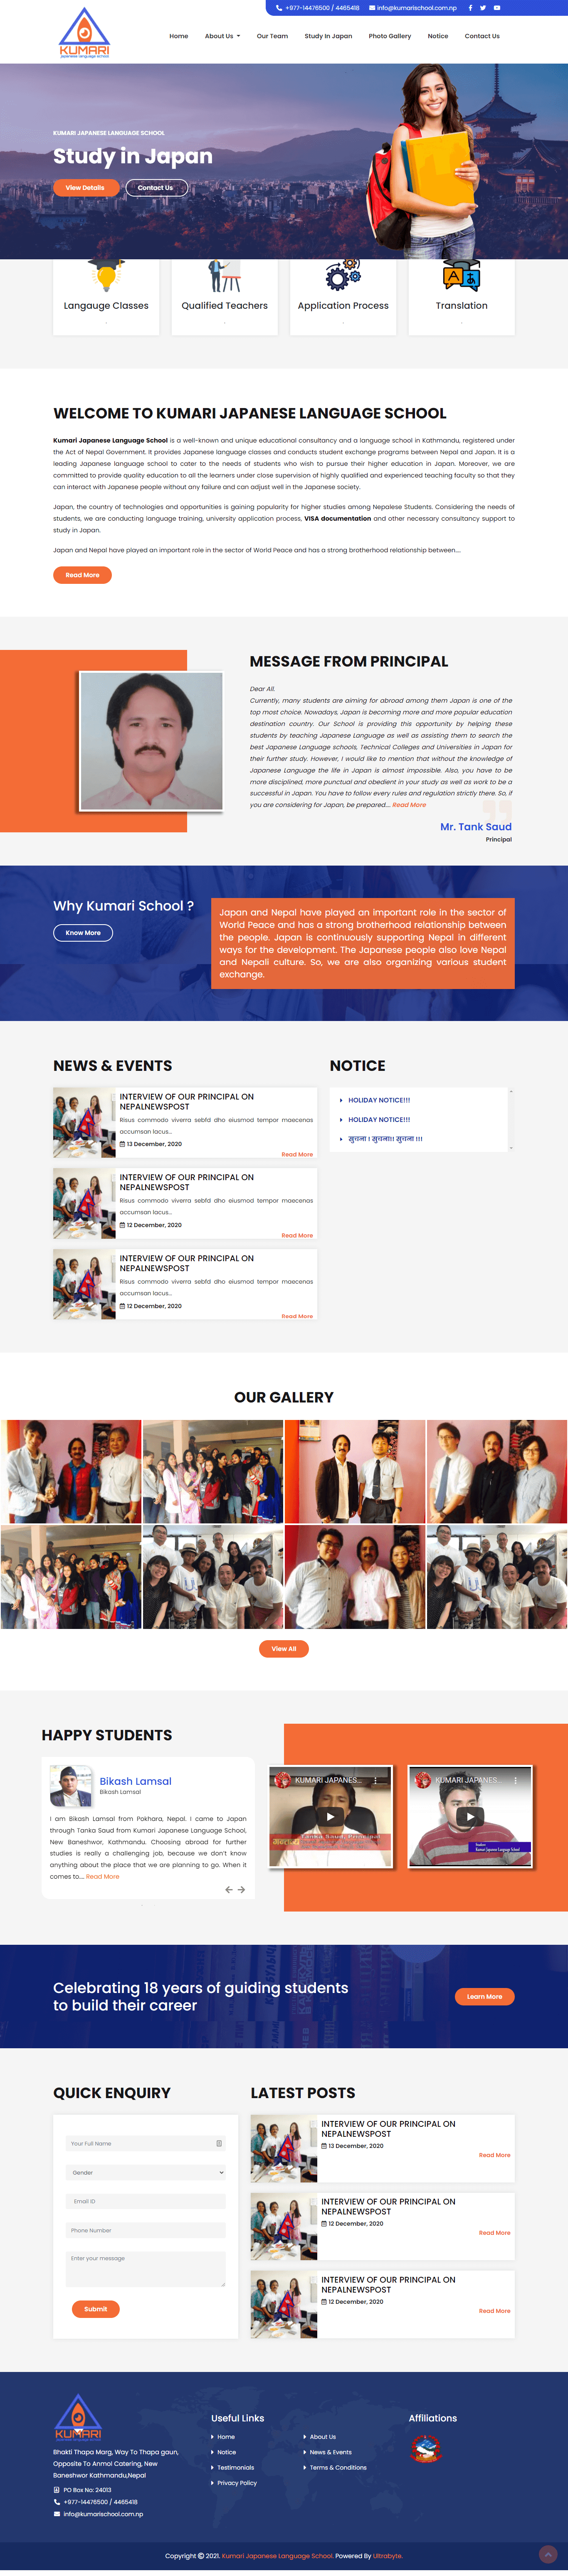 +977-14476500 / 4465418 info@kumarischool.com.np
KUMARI
japanese language school
Home About Us Our Team Study In Japan Photo Gallery Notice Contact Us
KUMARI JAPANESE LANGUAGE SCHOOL
Study in Japan
View Details Contact Us
Langauge Classes
Qualified Teachers
Application Process
Translation
WELCOME TO KUMARI JAPANESE LANGUAGE SCHOOL
Kumari Japanese Language School is a well-known and unique educational consultancy and a language school in Kathmandu, registered under
the Act of Nepal Government. It provides Japanese language classes and conducts student exchange programs between Nepal and Japan. It is a
leading Japanese language school to cater to the needs of students who wish to pursue their higher education in Japan. Moreover, we are
committed to provide quality education to all the learners under close supervision of highly qualified and experienced teaching faculty so that they
can interact with Japanese people without any failure and can adjust well in the Japanese society.
Japan, the country of technologies and opportunities is gaining popularity for higher studies among Nepalese Students. Considering the needs of
students, we are conducting language training, university application process, VISA documentation and other necessary consultancy support to
study in Japan.
Japan and Nepal have played an important role in the sector of World Peace and has a strong brotherhood relationship between....
Read More
MESSAGE FROM PRINCIPAL
Dear All.
Currently, many students are aiming for abroad among them Japan is one of the
top most choice. Nowadays, Japan is becoming more and more popular education
destination country. Our School is providing this opportunity by helping these
students by teaching Japanese Language as well as assisting them to search the
best Japanese Language schools, Technical Colleges and Universities in Japan for
their further study. However, I would like to mention that without the knowledge of
Japanese Language the life in Japan is almost impossible. Also, you have to be
more disciplined, more punctual and obedient in your study as well as work to be a
successful in Japan. You have to follow every rules and regulation strictly there. So, if
you are considering for Japan, be prepared.... Read More
Mr. Tank Saud
Principal
Why Kumari School ?
Know More
Japan and Nepal have played an important role in the sector of
World Peace and has a strong brotherhood relationship between
the people. Japan is continuously supporting Nepal in different
ways for the development. The Japanese people also love Nepal
and Nepali culture. So, we are also organizing various student
exchange.
NEWS & EVENTS
INTERVIEW OF OUR PRINCIPAL ON
NEPALNEWSPOST
Risus commodo viverra sebfd dho eiusmod tempor maecenas
accumsan lacus...
13 December, 2020
Read More
INTERVIEW OF OUR PRINCIPAL ON
NEPALNEWSPOST
Risus commodo viverra sebfd dho eiusmod tempor maecenas
accumsan lacus...
12 December, 2020
Read More
INTERVIEW OF OUR PRINCIPAL ON
NEPALNEWSPOST
Risus commodo viverra sebfd dho eiusmod tempor maecenas
accumsan lacus...
12 December, 2020
Read More
NOTICE
HOLIDAY NOTICE!!!
HOLIDAY NOTICE!!!
सुचना ! सुचना!! सुचना !!!
OUR GALLERY
View All
HAPPY STUDENTS
Bikash Lamsal
Bikash Lamsal
I am Bikash Lamsal from Pokhara, Nepal. I came to Japan
through Tanka Saud from Kumari Japanese Language School,
New Baneshwor, Kathmandu. Choosing abroad for further
studies is really a challenging job, because we don't know
anything about the place that we are planning to go. When it
comes to.... Read More
KUMARI JAPANES...
Tanka Saud, Principal
KUMARI JAPANES...
Celebrating 18 years of guiding students
to build their career
Learn More
QUICK ENQUIRY
Your Full Name
Gender
Email ID
Phone Number
Enter your message
Submit
LATEST POSTS
INTERVIEW OF OUR PRINCIPAL ON
NEPALNEWSPOST
13 December, 2020
Read More
INTERVIEW OF OUR PRINCIPAL ON
NEPALNEWSPOST
12 December, 2020
Read More
INTERVIEW OF OUR PRINCIPAL ON
NEPALNEWSPOST
12 December, 2020
Read More
KUMARI
Bhakti Thapa Marg, Way To Thapa gaun,
Opposite To Anmol Catering, New
Baneshwor Kathmandu,Nepal
PO Box No: 24013
+977-14476500 / 4465418
info@kumarischool.com.np
Useful Links
Home
About Us
Notice
News & Events
Testimonials
Terms & Conditions
Privacy Policy
Affiliations
Copyright © 2021. Kumari Japanese Language School. Powered By Ultrabyte.